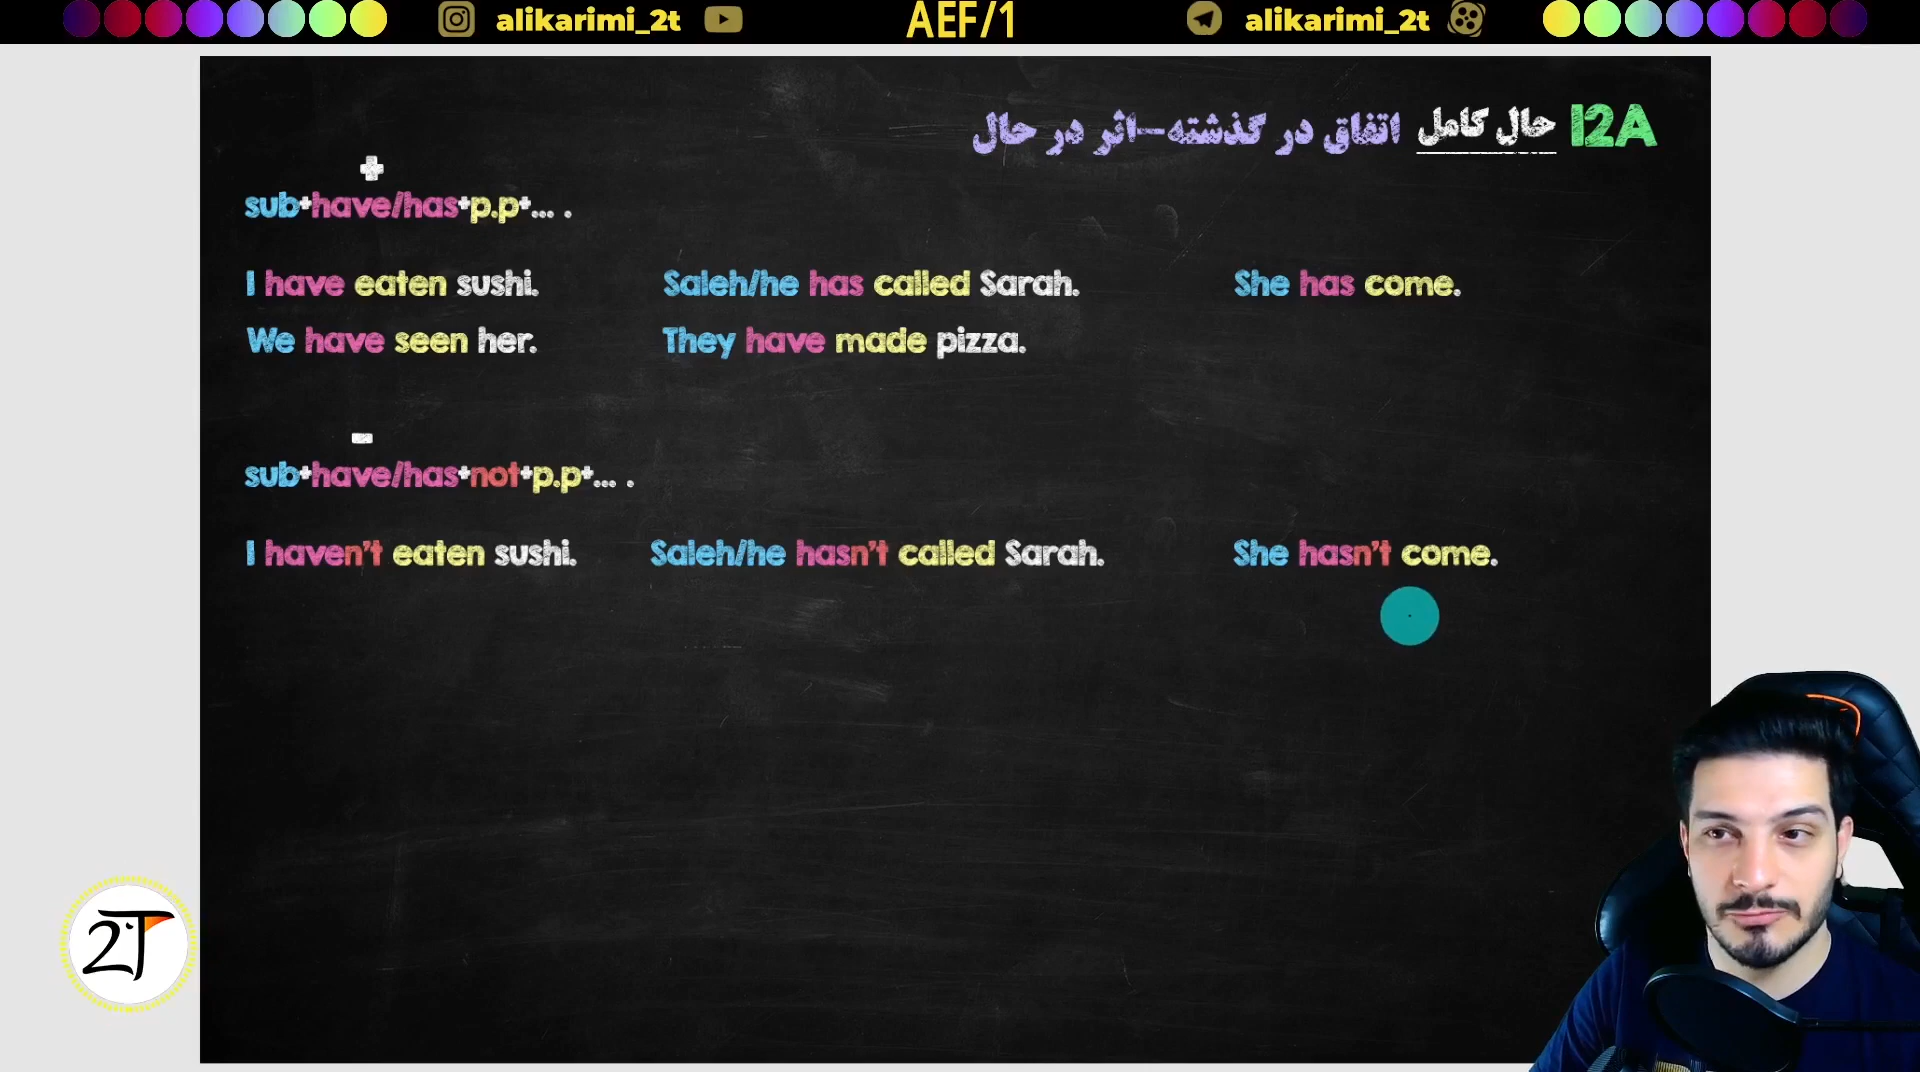 alikarimi_2t AEF/1 alikarimi_2t
12A حال کامل اتفاق در گذشته-اثر در حال
+
sub+have/has+p.p+... .
I have eaten sushi. Saleh/he has called Sarah. She has come.
We have seen her. They have made pizza.
-
sub+have/has+not+p.p+... .
I haven't eaten sushi. Saleh/he hasn't called Sarah. She hasn't come.
2T